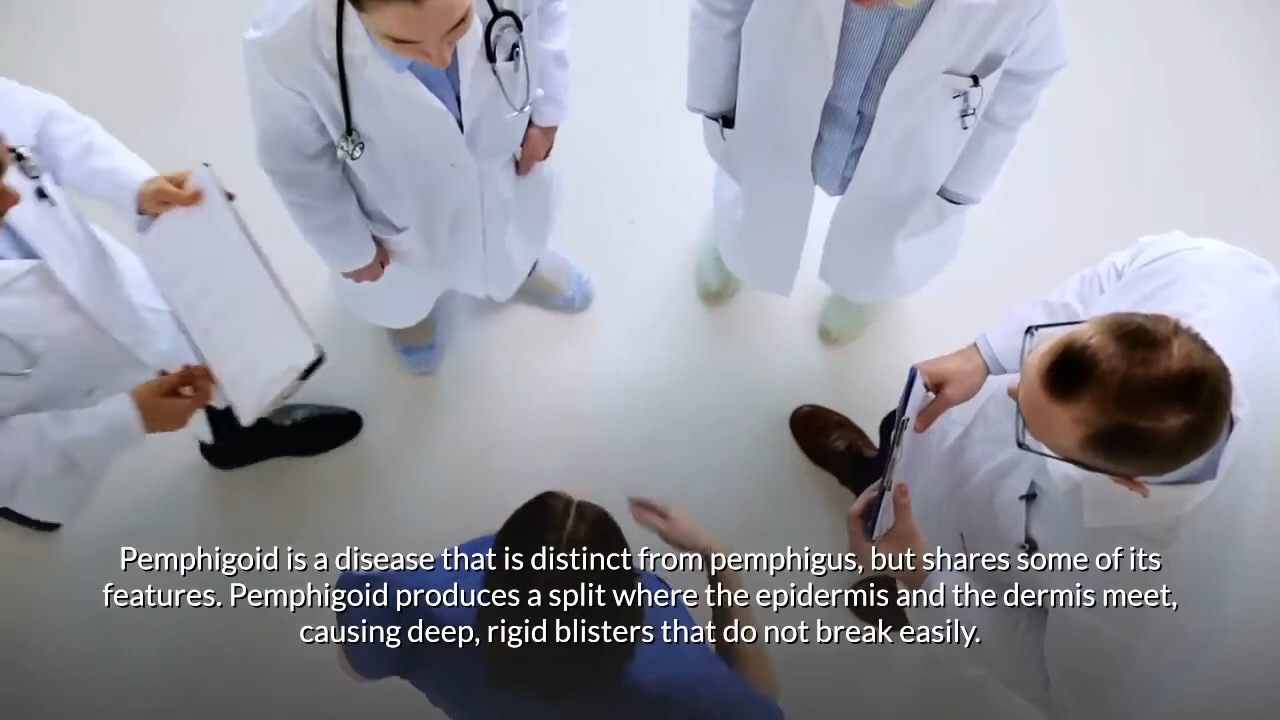 Pemphigoid is a disease that is distinct from pemphigus, but shares some of its
features. Pemphigoid produces a split where the epidermis and the dermis meet,
causing deep, rigid blisters that do not break easily.